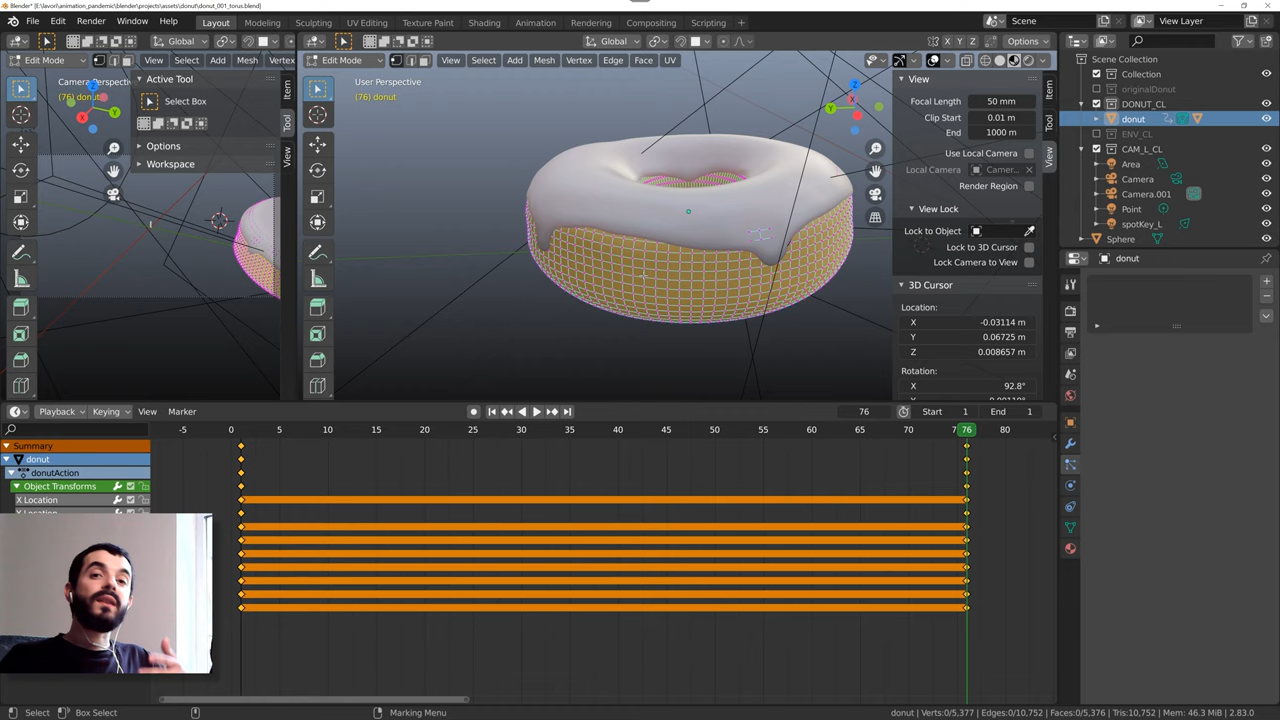 Blender* [E:\lavori\animation_pandemic\blender\projects\assets\donut\donut_001_torus.blend]
File Edit Render Window Help Layout Modeling Sculpting UV Editing Texture Paint Shading Animation Rendering Compositing Scripting + Scene View Layer
Global Global X Y Z Options
Edit Mode View Select Add Mesh Vertex Edit Mode View Select Add Mesh Vertex Edge Face UV
Scene Collection
Collection
originalDonut
DONUT_CL
donut
ENV_CL
CAM_L_CL
Area
Camera
Camera.001
Point
spotKey_L
Sphere
Camera Perspective
(76) donut
Active Tool
Select Box
Options
Workspace
Item
Tool
View
User Perspective
(76) donut
View
Focal Length 50 mm
Clip Start 0.01 m
End 1000 m
Use Local Camera
Local Camera Camer...
Render Region
View Lock
Lock to Object
Lock to 3D Cursor
Lock Camera to View
3D Cursor
Location:
X -0.03114 m
Y 0.06725 m
Z 0.008657 m
Rotation:
X 92.8°
Item
Tool
View
donut
Playback Keying View Marker 76 Start 1 End 1
-5 0 5 10 15 20 25 30 35 40 45 50 55 60 65 70 76 80
Summary
donut
donutAction
Object Transforms
X Location
Select Box Select Marking Menu donut | Verts:0/5,377 | Edges:0/10,752 | Faces:0/5,376 | Tris:10,752 | Mem: 46.3 MiB | 2.83.0